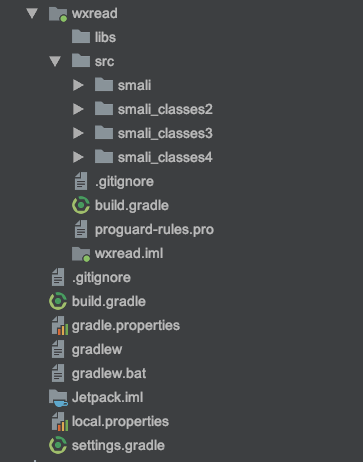 wxread
libs
src
smali
smali_classes2
smali_classes3
smali_classes4
.gitignore
build.gradle
proguard-rules.pro
wxread.iml
.gitignore
build.gradle
gradle.properties
gradlew
gradlew.bat
Jetpack.iml
local.properties
settings.gradle